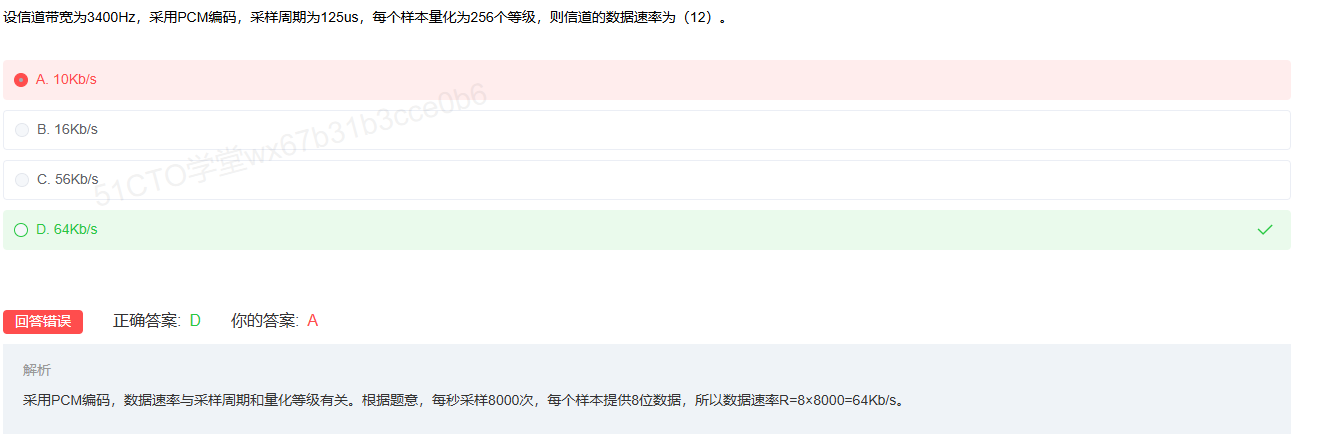 设信道带宽为3400Hz，采用PCM编码，采样周期为125us，每个样本量化为256个等级，则信道的数据速率为（12）。
A. 10Kb/s
B. 16Kb/s
51CTO学堂wx67b31b3cce0b6
C. 56Kb/s
D. 64Kb/s
回答错误 正确答案: D 你的答案: A
解析
采用PCM编码，数据速率与采样周期和量化等级有关。根据题意，每秒采样8000次，每个样本提供8位数据，所以数据速率R=8×8000=64Kb/s。